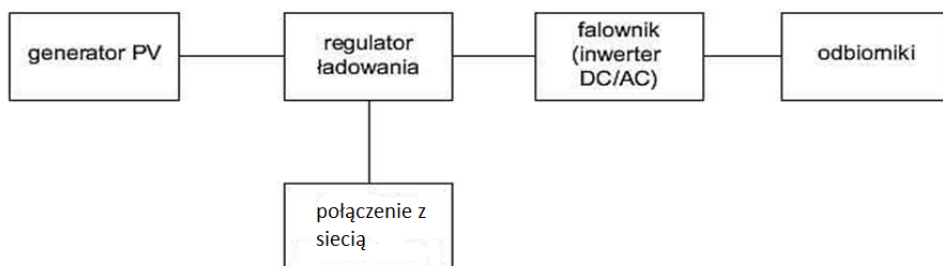 generator PV
regulator
ładowania
falownik
(inwerter
DC/AC)
odbiorniki
połączenie z
siecią